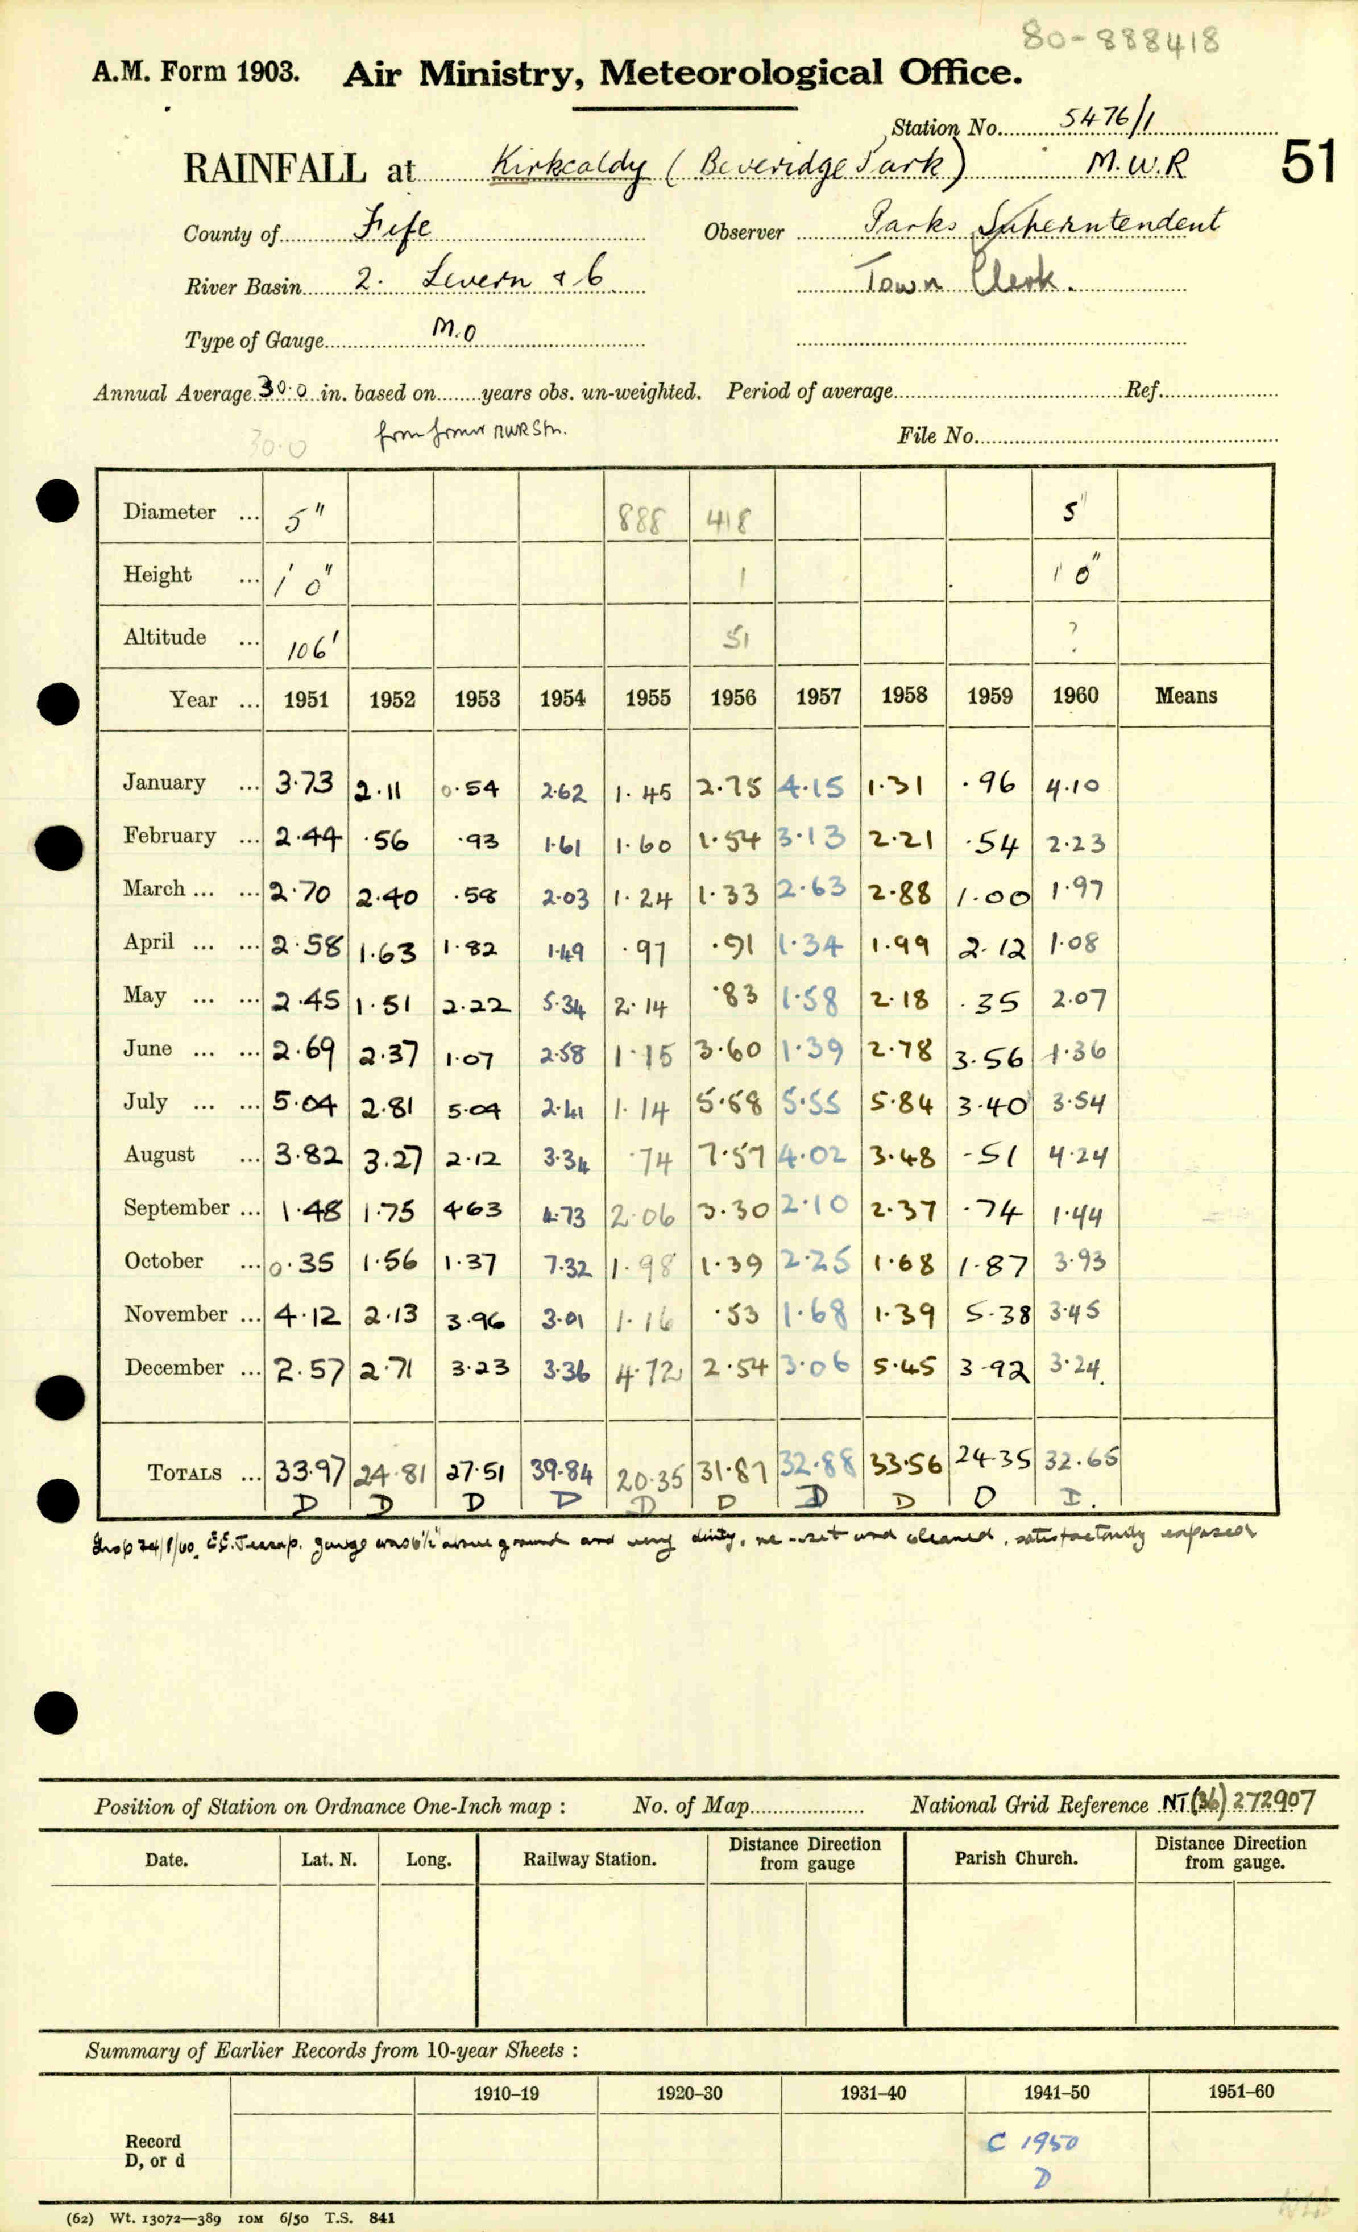 80-888418
A.M. Form 1903. Air Ministry, Meteorological Office.
Station No. 5476/1
RAINFALL at Kirkcaldy (Beveridge Park) M.W.R 51
County of Fife Observer Parks Superintendent
River Basin 2. Levern & 6 Town Clerk.
Type of Gauge M.O
Annual Average 30.0 in. based on years obs. un-weighted. Period of average Ref.
30.0 from former MWR Stn. File No.
Diameter ... 5" 888 418 5"
Height ... 1' 0" 1 1' 0"
Altitude ... 106' 51 ?
Year ... 1951 1952 1953 1954 1955 1956 1957 1958 1959 1960 Means
January ... 3.73 2.11 0.54 2.62 1.45 2.75 4.15 1.31 .96 4.10
February ... 2.44 .56 .93 1.61 1.60 1.54 3.13 2.21 .54 2.23
March ... ... 2.70 2.40 .58 2.03 1.24 1.33 2.63 2.88 1.00 1.97
April ... ... 2.58 1.63 1.82 1.49 .97 .91 1.34 1.99 2.12 1.08
May ... ... 2.45 1.51 2.22 5.34 2.14 .83 1.58 2.18 .35 2.07
June ... ... 2.69 2.37 1.07 2.58 1.15 3.60 1.39 2.78 3.56 1.36
July ... ... 5.04 2.81 5.04 2.41 1.14 5.58 5.55 5.84 3.40 3.54
August ... 3.82 3.27 2.12 3.34 .74 7.57 4.02 3.48 .51 4.24
September ... 1.48 1.75 4.63 4.73 2.06 3.30 2.10 2.37 .74 1.44
October ... 0.35 1.56 1.37 7.32 1.98 1.39 2.25 1.68 1.87 3.93
November ... 4.12 2.13 3.96 3.01 1.16 .53 1.68 1.39 5.38 3.45
December ... 2.57 2.71 3.23 3.36 4.72 2.54 3.06 5.45 3.92 3.24
TOTALS ... 33.97 24.81 27.51 39.84 20.35 31.87 32.88 33.56 24.35 32.65
D D D D D D D D D D.
Insp 24/8/60. gauge was 6½" above ground and very dirty, re-set and cleaned, satisfactorily exposed
Position of Station on Ordnance One-Inch map : No. of Map National Grid Reference NT(36) 272907
Date. Lat. N. Long. Railway Station. Distance Direction from gauge Parish Church. Distance Direction from gauge.
Summary of Earlier Records from 10-year Sheets :
1910–19 1920–30 1931–40 1941–50 1951–60
Record D, or d C 1950
D
(62) Wt. 13072—389 10M 6/50 T.S. 841